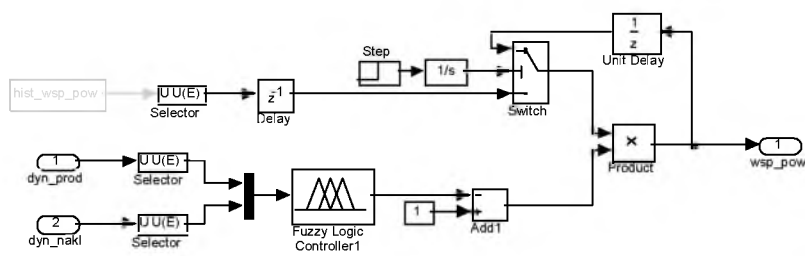 Step
1
z
Unit Delay
1/s
hist_wsp_pow
U U(E)
Selector
z-1
Delay
Switch
1
dyn_prod
U U(E)
Selector
×
Product
1
wsp_pow
2
dyn_nakl
U U(E)
Selector
Fuzzy Logic
Controller1
1
−
+
Add1